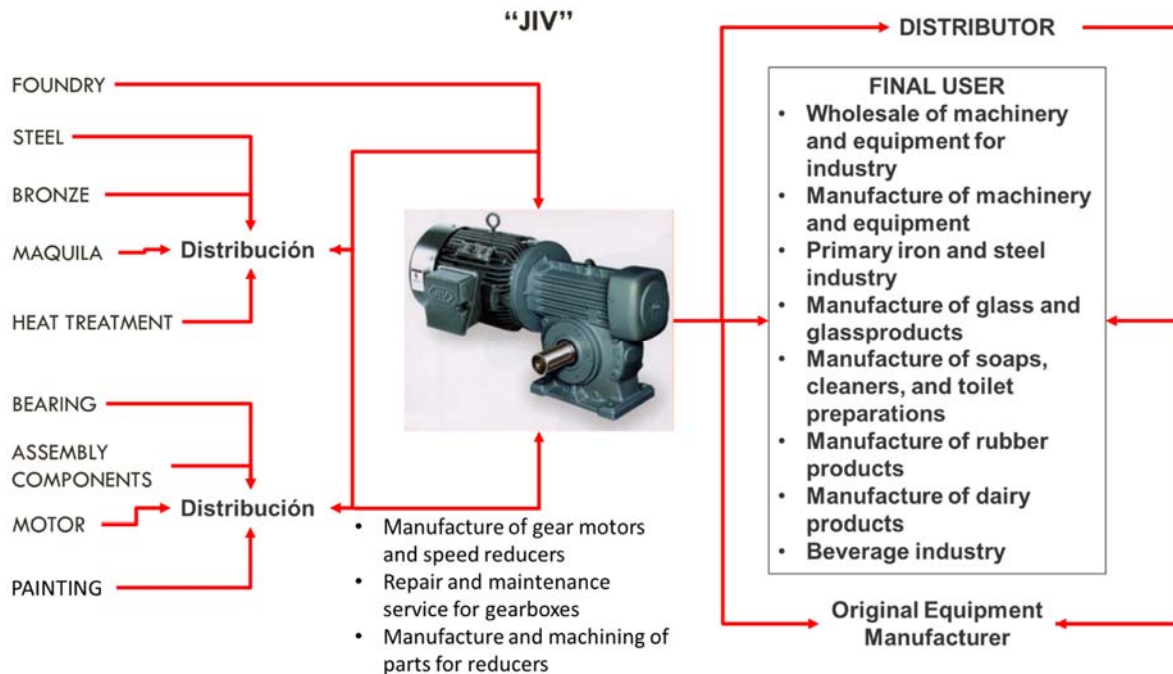 “JIV”
FOUNDRY
STEEL
BRONZE
MAQUILA
Distribución
HEAT TREATMENT
BEARING
ASSEMBLY
COMPONENTS
Distribución
MOTOR
PAINTING
• Manufacture of gear motors
and speed reducers
• Repair and maintenance
service for gearboxes
• Manufacture and machining of
parts for reducers
DISTRIBUTOR
FINAL USER
• Wholesale of machinery
and equipment for
industry
• Manufacture of machinery
and equipment
• Primary iron and steel
industry
• Manufacture of glass and
glassproducts
• Manufacture of soaps,
cleaners, and toilet
preparations
• Manufacture of rubber
products
• Manufacture of dairy
products
• Beverage industry
Original Equipment
Manufacturer